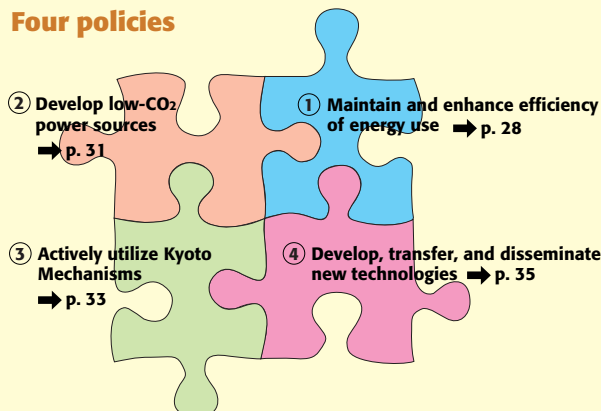 Four policies
② Develop low-CO₂
power sources
➡ p. 31
① Maintain and enhance efficiency
of energy use ➡ p. 28
③ Actively utilize Kyoto
Mechanisms
➡ p. 33
④ Develop, transfer, and disseminate
new technologies ➡ p. 35